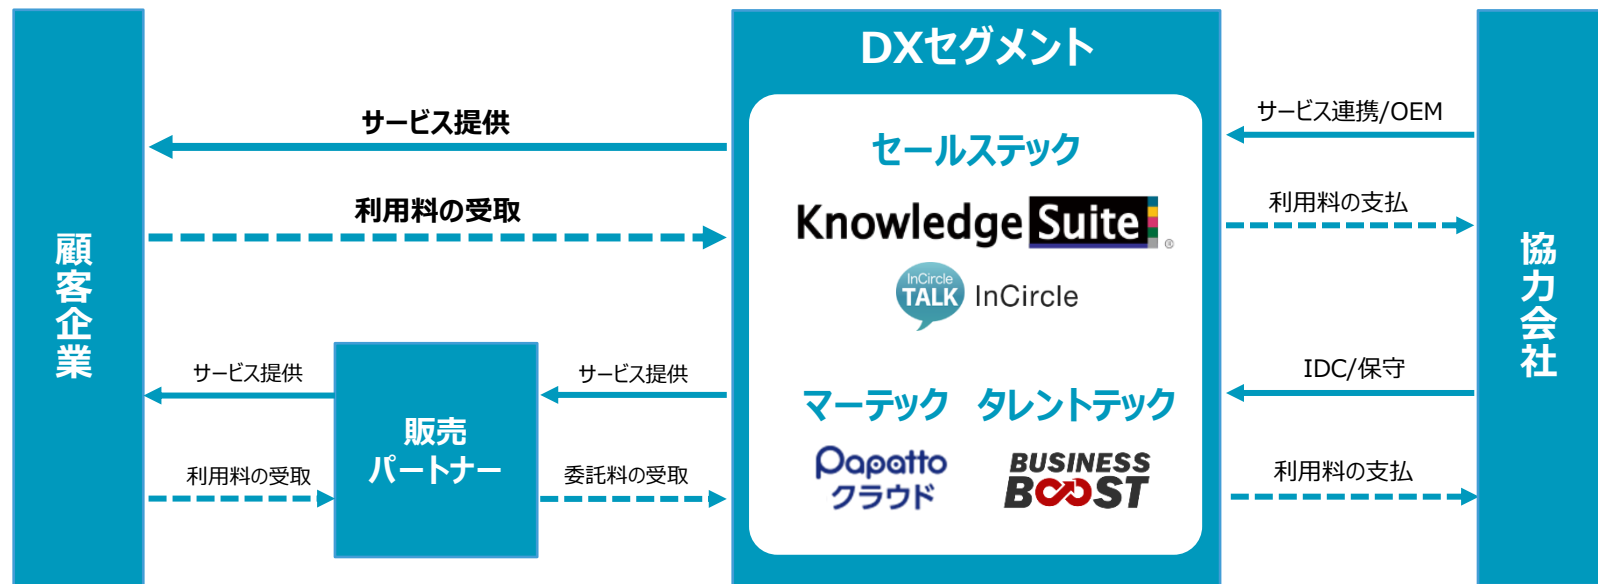 DXセグメント
サービス提供
利用料の受取
顧客企業
サービス提供
サービス提供
販売
パートナー
利用料の受取
委託料の受取
セールステック
Knowledge Suite ®
InCircle
TALK
InCircle
マーテック タレントテック
Papatto
クラウド
BUSINESS
BOOST
サービス連携/OEM
利用料の支払
IDC/保守
利用料の支払
協力会社